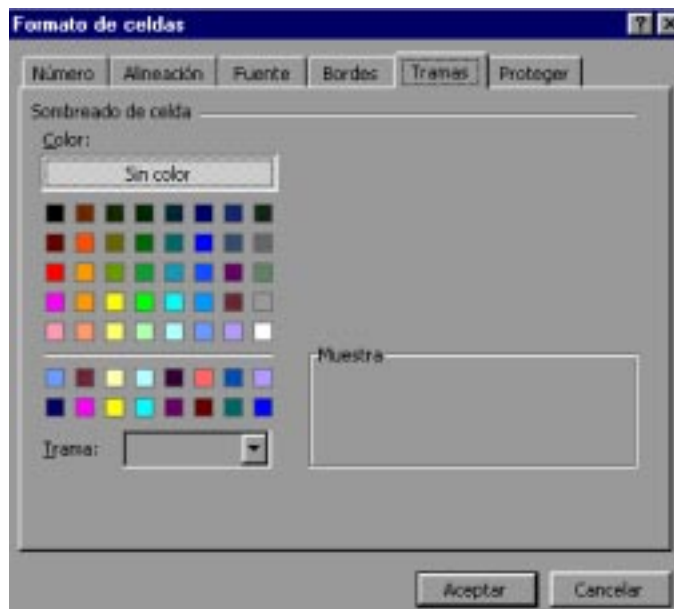 Formato de celdas
Número Alineación Fuente Bordes Tramas Proteger
Sombreado de celda
Color:
Sin color
Muestra
Trama:
Aceptar Cancelar